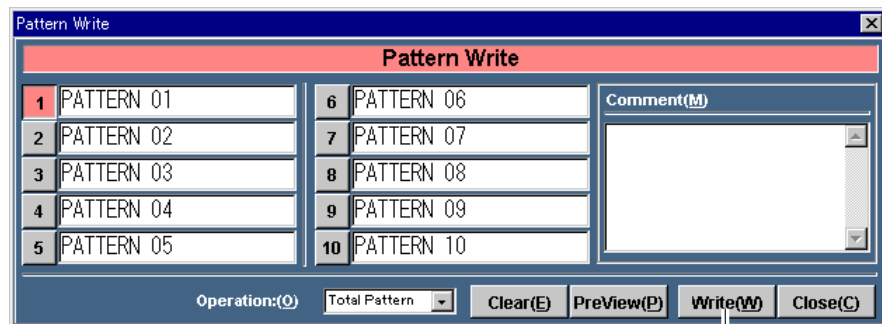 Pattern Write
Pattern Write
1 PATTERN 01
2 PATTERN 02
3 PATTERN 03
4 PATTERN 04
5 PATTERN 05
6 PATTERN 06
7 PATTERN 07
8 PATTERN 08
9 PATTERN 09
10 PATTERN 10
Comment(M)
Operation:(O) Total Pattern Clear(E) PreView(P) Write(W) Close(C)